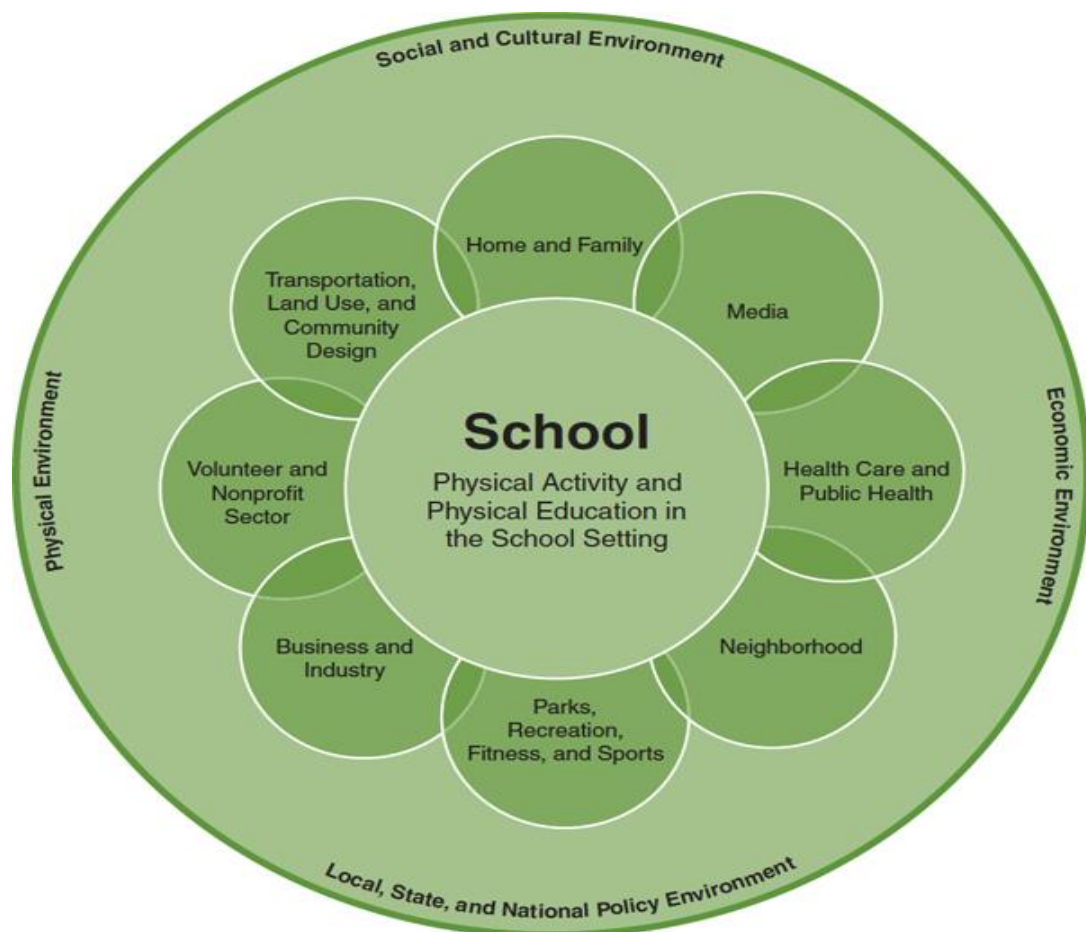 Social and Cultural Environment
Home and Family
Transportation,
Land Use, and
Community
Design
Media
Physical Environment
Economic Environment
School
Physical Activity and
Physical Education in
the School Setting
Volunteer and
Nonprofit
Sector
Health Care and
Public Health
Business and
Industry
Neighborhood
Parks,
Recreation,
Fitness, and Sports
Local, State, and National Policy Environment